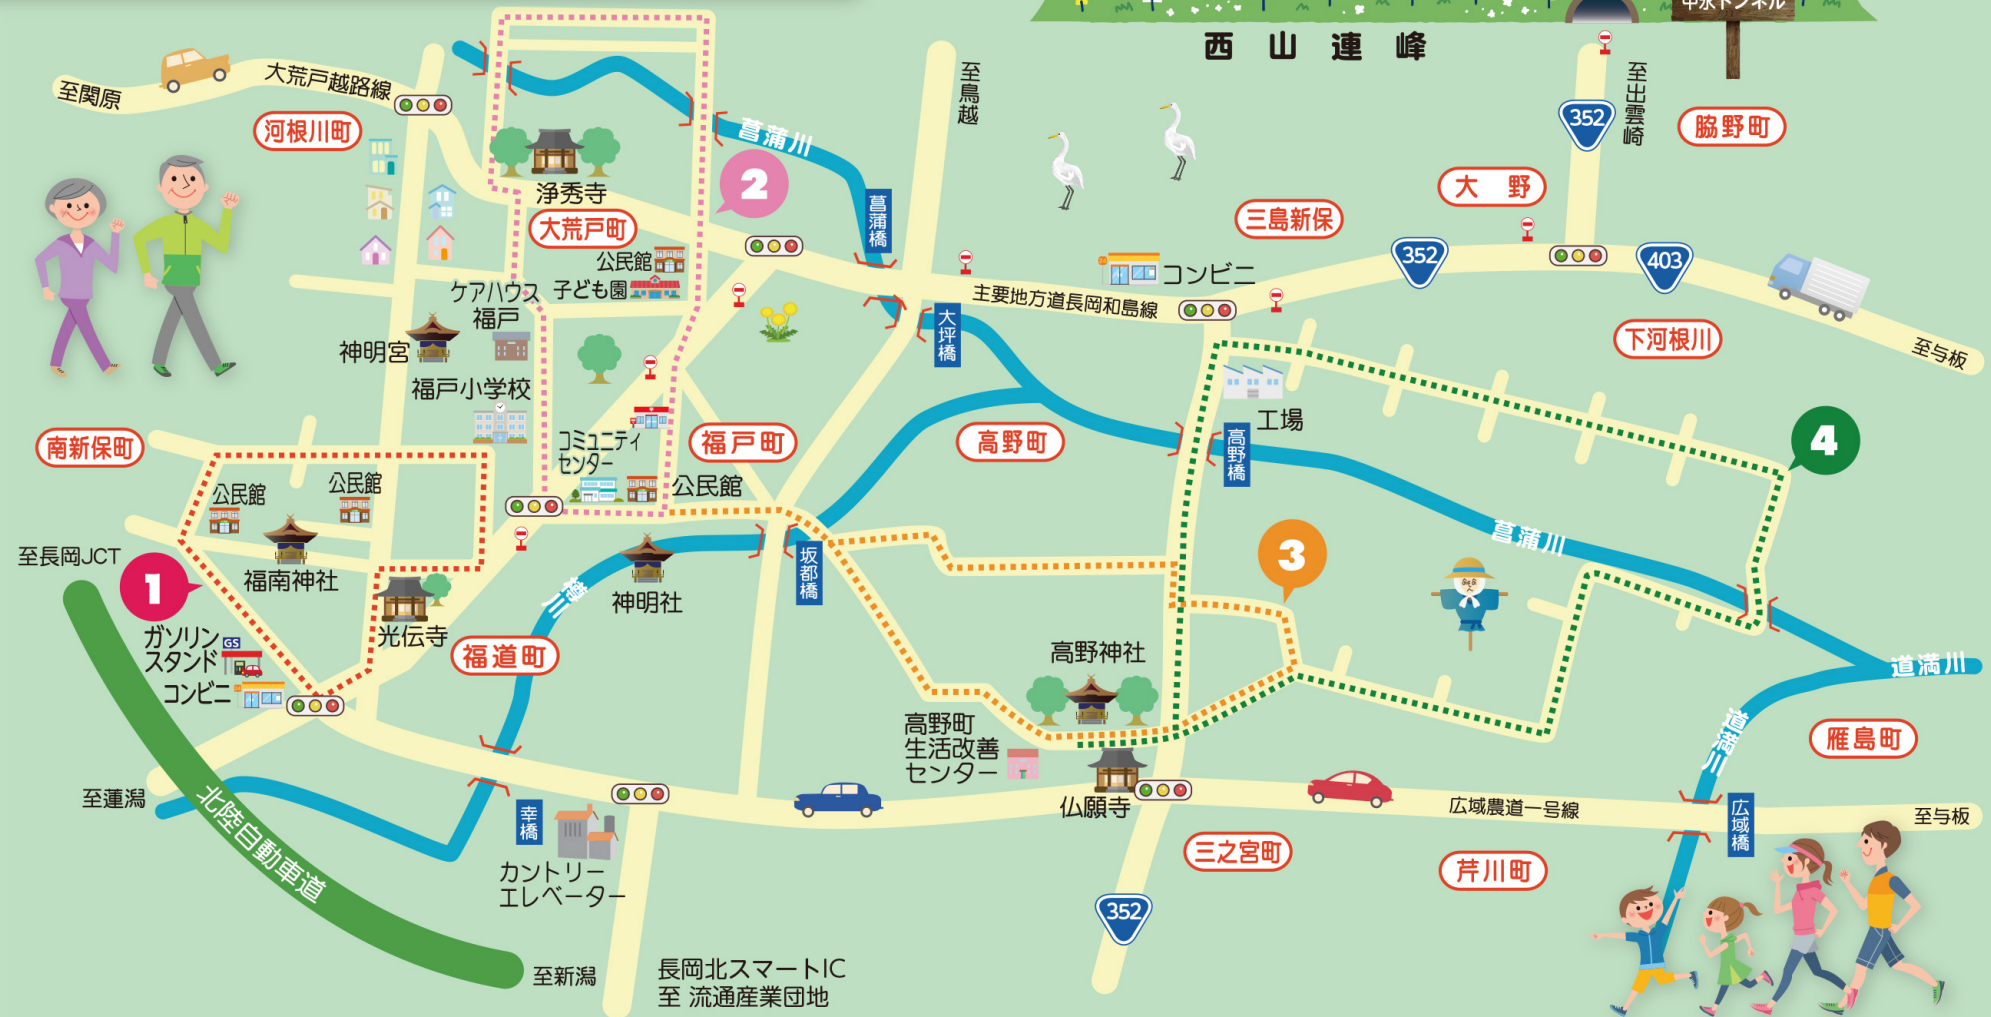 中永トンネル
西山連峰
至関原
大荒戸越路線
河根川町
至鳥越
352
至出雲崎
脇野町
菖蒲川
2
浄秀寺
菖蒲橋
大野
三島新保
大荒戸町
公民館
子ども園
コンビニ
352
403
ケアハウス
福戸
主要地方道長岡和島線
大坪橋
下河根川
至与板
神明宮
福戸小学校
工場
南新保町
コミュニティ
センター
福戸町
高野町
高野橋
4
公民館
公民館
公民館
菖蒲川
至長岡JCT
1
福南神社
坂都橋
3
神明社
ガソリン
スタンド
GS
光伝寺
福道町
高野神社
道満川
コンビニ
高野町
生活改善
センター
道満川
雁島町
至蓮潟
北陸自動車道
幸橋
仏願寺
広域農道一号線
広域橋
至与板
カントリー
エレベーター
三之宮町
芹川町
352
至新潟
長岡北スマートIC
至 流通産業団地